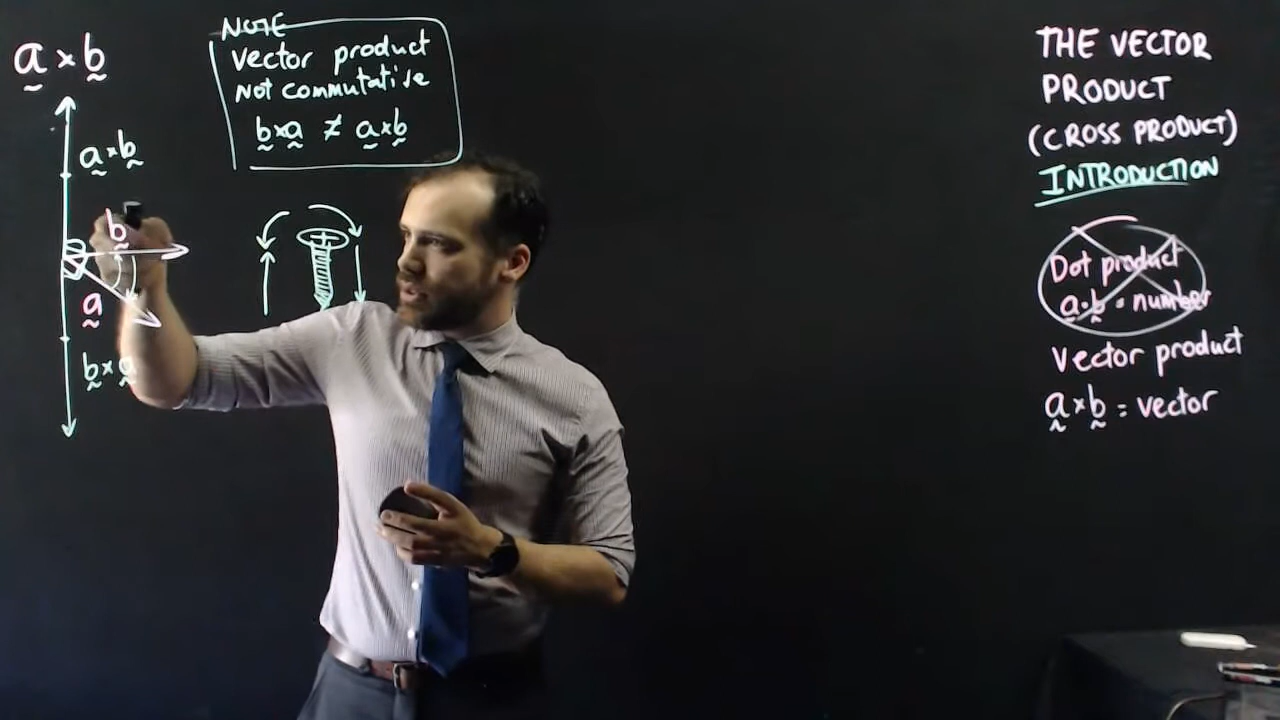 a × b
NOTE
Vector product
Not commutative
b×a ≠ a×b
a×b
b
a
b×a
THE VECTOR
PRODUCT
(CROSS PRODUCT)
INTRODUCTION
Dot product
a·b = number
Vector product
a×b = vector